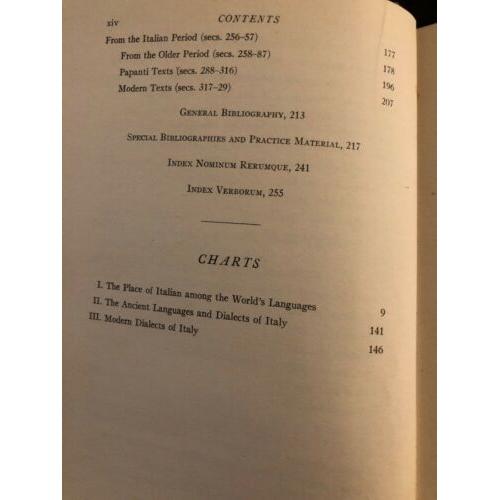 xiv CONTENTS
From the Italian Period (secs. 256–57) 177
From the Older Period (secs. 258–87) 178
Papanti Texts (secs. 288–316) 196
Modern Texts (secs. 317–29) 207
General Bibliography, 213
Special Bibliographies and Practice Material, 217
Index Nominum Rerumque, 241
Index Verborum, 255
CHARTS
I. The Place of Italian among the World's Languages 9
II. The Ancient Languages and Dialects of Italy 141
III. Modern Dialects of Italy 146